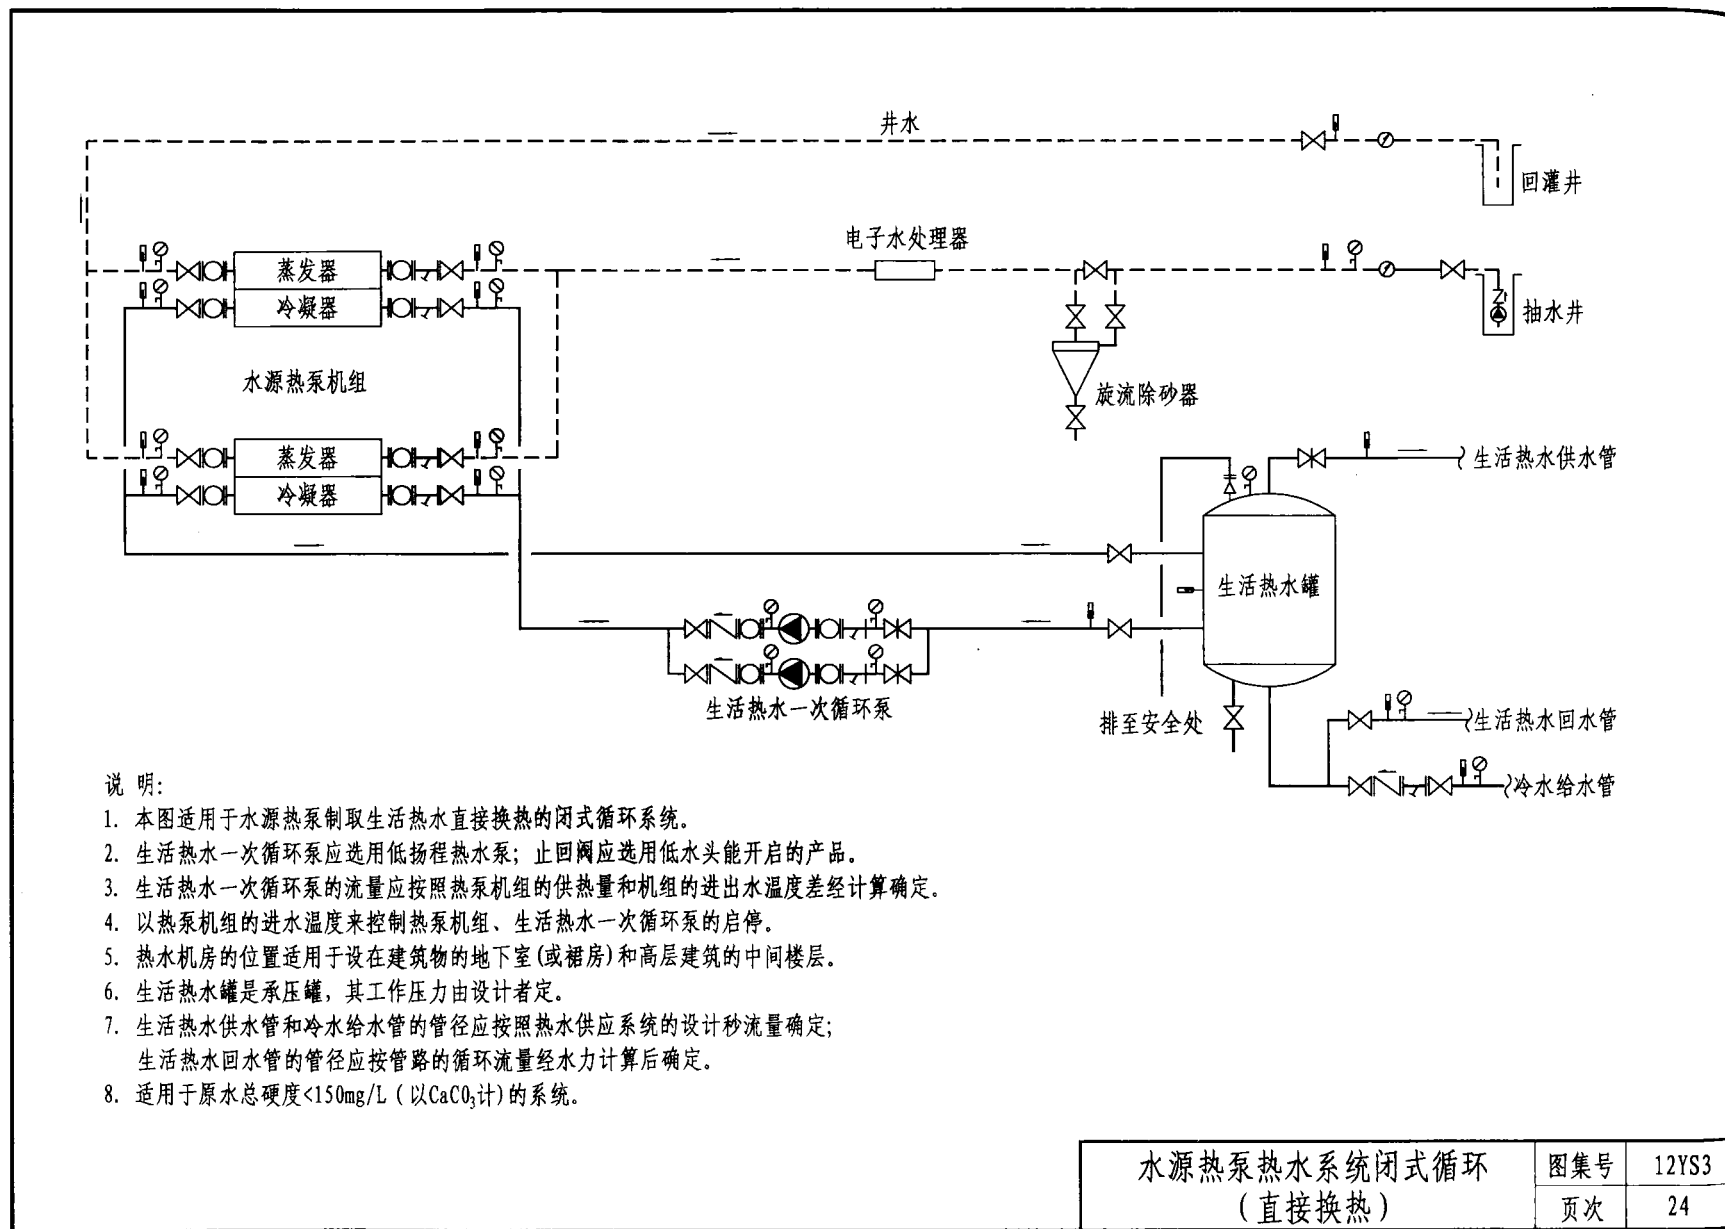 井水
回灌井
电子水处理器
蒸发器
冷凝器
抽水井
水源热泵机组
旋流除砂器
蒸发器
冷凝器
生活热水供水管
生活热水罐
生活热水一次循环泵
排至安全处
生活热水回水管
冷水给水管
说 明:
1. 本图适用于水源热泵制取生活热水直接换热的闭式循环系统。
2. 生活热水一次循环泵应选用低扬程热水泵; 止回阀应选用低水头能开启的产品。
3. 生活热水一次循环泵的流量应按照热泵机组的供热量和机组的进出水温度差经计算确定。
4. 以热泵机组的进水温度来控制热泵机组、生活热水一次循环泵的启停。
5. 热水机房的位置适用于设在建筑物的地下室(或裙房)和高层建筑的中间楼层。
6. 生活热水罐是承压罐, 其工作压力由设计者定。
7. 生活热水供水管和冷水给水管的管径应按照热水供应系统的设计秒流量确定;
生活热水回水管的管径应按管路的循环流量经水力计算后确定。
8. 适用于原水总硬度<150mg/L (以CaCO₃计)的系统。
水源热泵热水系统闭式循环
(直接换热)
图集号 12YS3
页次 24